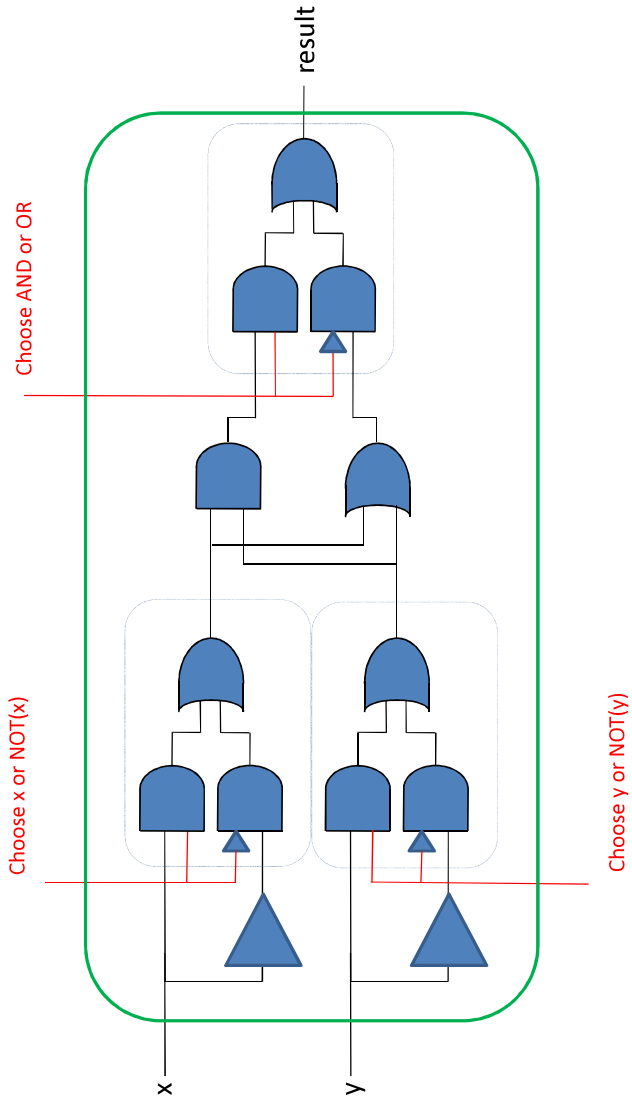 x
y
Choose x or NOT(x)
Choose y or NOT(y)
Choose AND or OR
result